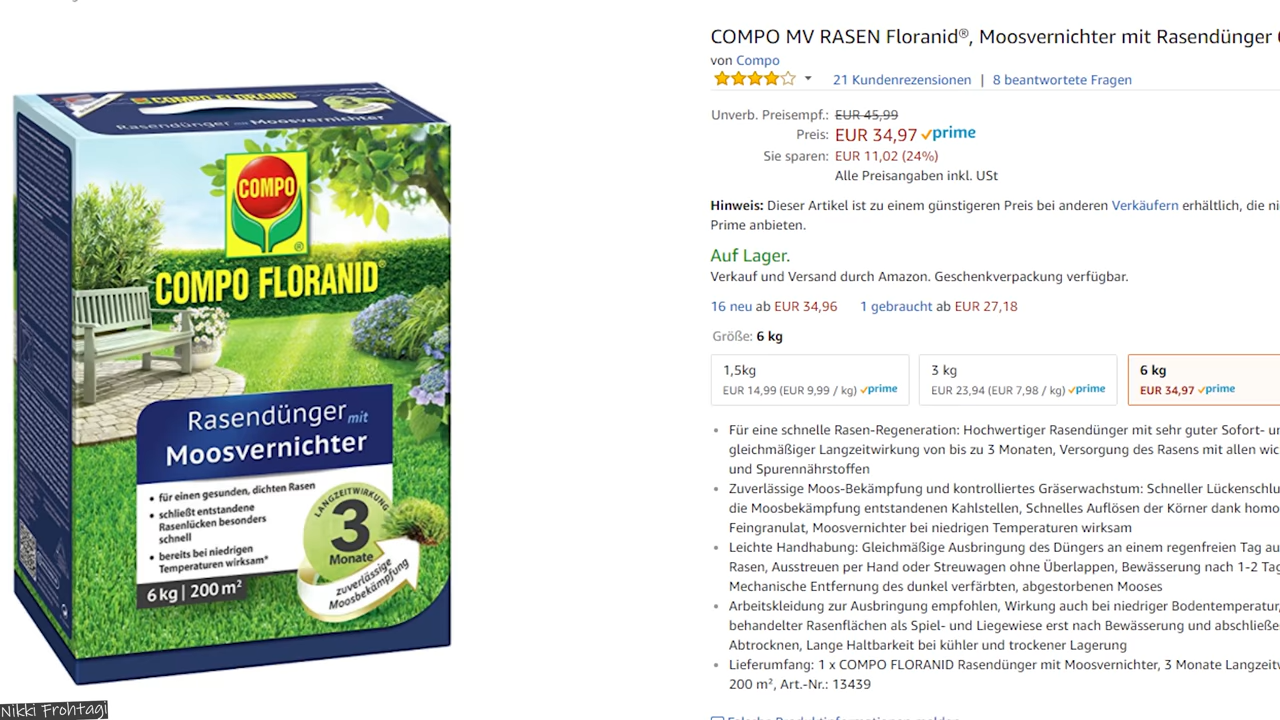 COMPO MV RASEN Floranid®, Moosvernichter mit Rasendünger
von Compo
21 Kundenrezensionen | 8 beantwortete Fragen
Unverb. Preisempf.: EUR 45,99
Preis: EUR 34,97 prime
Sie sparen: EUR 11,02 (24%)
Alle Preisangaben inkl. USt
Hinweis: Dieser Artikel ist zu einem günstigeren Preis bei anderen Verkäufern erhältlich, die
Prime anbieten.
Auf Lager.
Verkauf und Versand durch Amazon. Geschenkverpackung verfügbar.
16 neu ab EUR 34,96 1 gebraucht ab EUR 27,18
Größe: 6 kg
1,5kg
EUR 14,99 (EUR 9,99 / kg) prime
3 kg
EUR 23,94 (EUR 7,98 / kg) prime
6 kg
EUR 34,97 prime
• Für eine schnelle Rasen-Regeneration: Hochwertiger Rasendünger mit sehr guter Sofort-
gleichmäßiger Langzeitwirkung von bis zu 3 Monaten, Versorgung des Rasens mit allen
und Spurennährstoffen
• Zuverlässige Moos-Bekämpfung und kontrolliertes Gräserwachstum: Schneller
die Moosbekämpfung entstandenen Kahlstellen, Schnelles Auflösen der Körner dank
Feingranulat, Moosvernichter bei niedrigen Temperaturen wirksam
• Leichte Handhabung: Gleichmäßige Ausbringung des Düngers an einem regenfreien Tag
Rasen, Ausstreuen per Hand oder Streuwagen ohne Überlappen, Bewässerung nach 1-2
Mechanische Entfernung des dunkel verfärbten, abgestorbenen Mooses
• Arbeitskleidung zur Ausbringung empfohlen, Wirkung auch bei niedriger Bodentemperatur,
behandelter Rasenflächen als Spiel- und Liegewiese erst nach Bewässerung und
Abtrocknen, Lange Haltbarkeit bei kühler und trockener Lagerung
• Lieferumfang: 1 x COMPO FLORANID Rasendünger mit Moosvernichter, 3 Monate
200 m², Art.-Nr.: 13439
COMPO FLORANID
3
Rasendünger mit Moosvernichter
COMPO
®
COMPO FLORANID®
Rasendünger mit
Moosvernichter
• für einen gesunden, dichten Rasen
• schließt entstandene
Rasenlücken besonders
schnell
• bereits bei niedrigen
Temperaturen wirksam*
LANGZEITWIRKUNG
3
Monate
zuverlässige
Moosbekämpfung
6 kg | 200 m²
Nikki Frohtagi